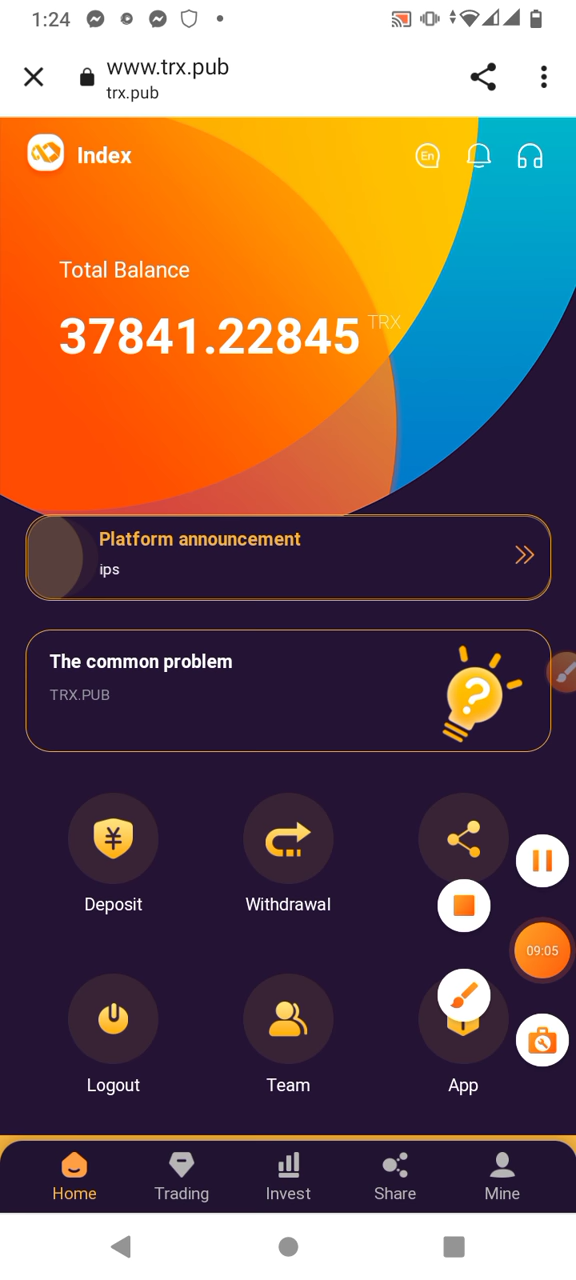 1:24
www.trx.pub
trx.pub
Index
En
Total Balance
37841.22845 TRX
Platform announcement
ips
The common problem
TRX.PUB
Deposit
Withdrawal
09:05
Logout
Team
App
Home
Trading
Invest
Share
Mine